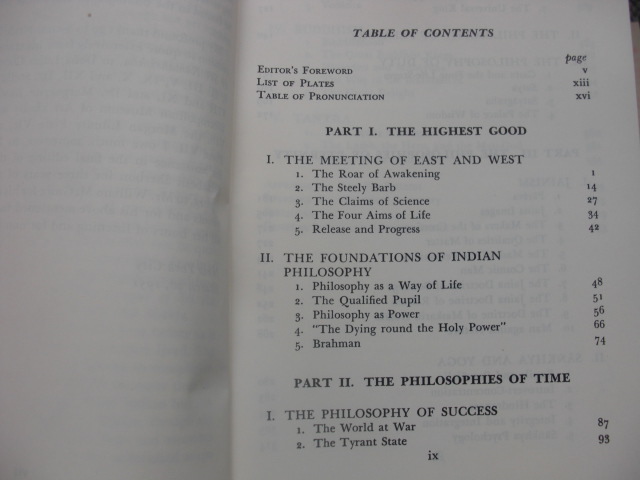 TABLE OF CONTENTS
page
Editor's Foreword v
List of Plates xiii
Table of Pronunciation xvi
PART I. THE HIGHEST GOOD
I. THE MEETING OF EAST AND WEST
1. The Roar of Awakening 1
2. The Steely Barb 14
3. The Claims of Science 27
4. The Four Aims of Life 34
5. Release and Progress 42
II. THE FOUNDATIONS OF INDIAN
PHILOSOPHY
1. Philosophy as a Way of Life 48
2. The Qualified Pupil 51
3. Philosophy as Power 56
4. "The Dying round the Holy Power" 66
5. Brahman 74
PART II. THE PHILOSOPHIES OF TIME
I. THE PHILOSOPHY OF SUCCESS
1. The World at War 87
2. The Tyrant State 93
ix